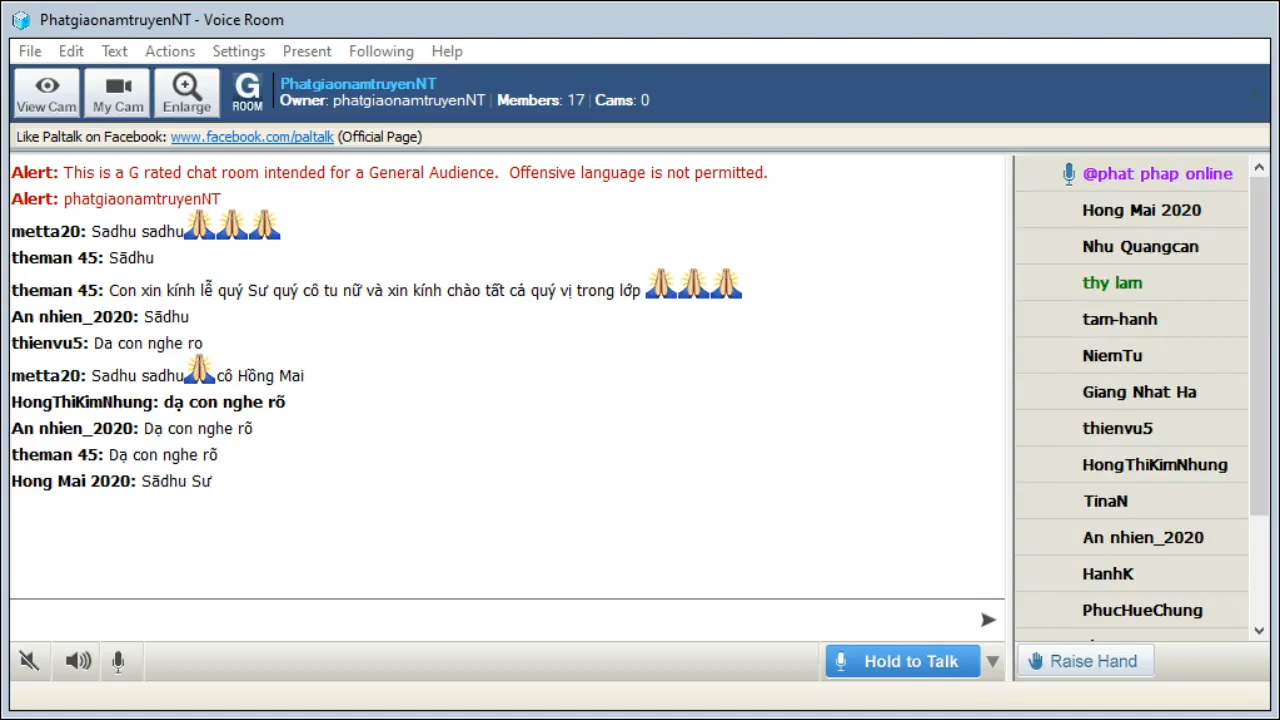 PhatgiaonamtruyenNT - Voice Room
File Edit Text Actions Settings Present Following Help
View Cam
My Cam
Enlarge
G
ROOM
PhatgiaonamtruyenNT
Owner: phatgiaonamtruyenNT | Members: 17 | Cams: 0
Like Paltalk on Facebook: www.facebook.com/paltalk (Official Page)
Alert: This is a G rated chat room intended for a General Audience. Offensive language is not permitted.
Alert: phatgiaonamtruyenNT
metta20: Sadhu sadhu
theman 45: Sādhu
theman 45: Con xin kính lễ quý Sư quý cô tu nữ và xin kính chào tất cả quý vị trong lớp
An nhien_2020: Sādhu
thienvu5: Da con nghe ro
metta20: Sadhu sadhu cô Hồng Mai
HongThiKimNhung: dạ con nghe rõ
An nhien_2020: Dạ con nghe rõ
theman 45: Dạ con nghe rõ
Hong Mai 2020: Sādhu Sư
@phat phap online
Hong Mai 2020
Nhu Quangcan
thy lam
tam-hanh
NiemTu
Giang Nhat Ha
thienvu5
HongThiKimNhung
TinaN
An nhien_2020
HanhK
PhucHueChung
Hold to Talk
Raise Hand